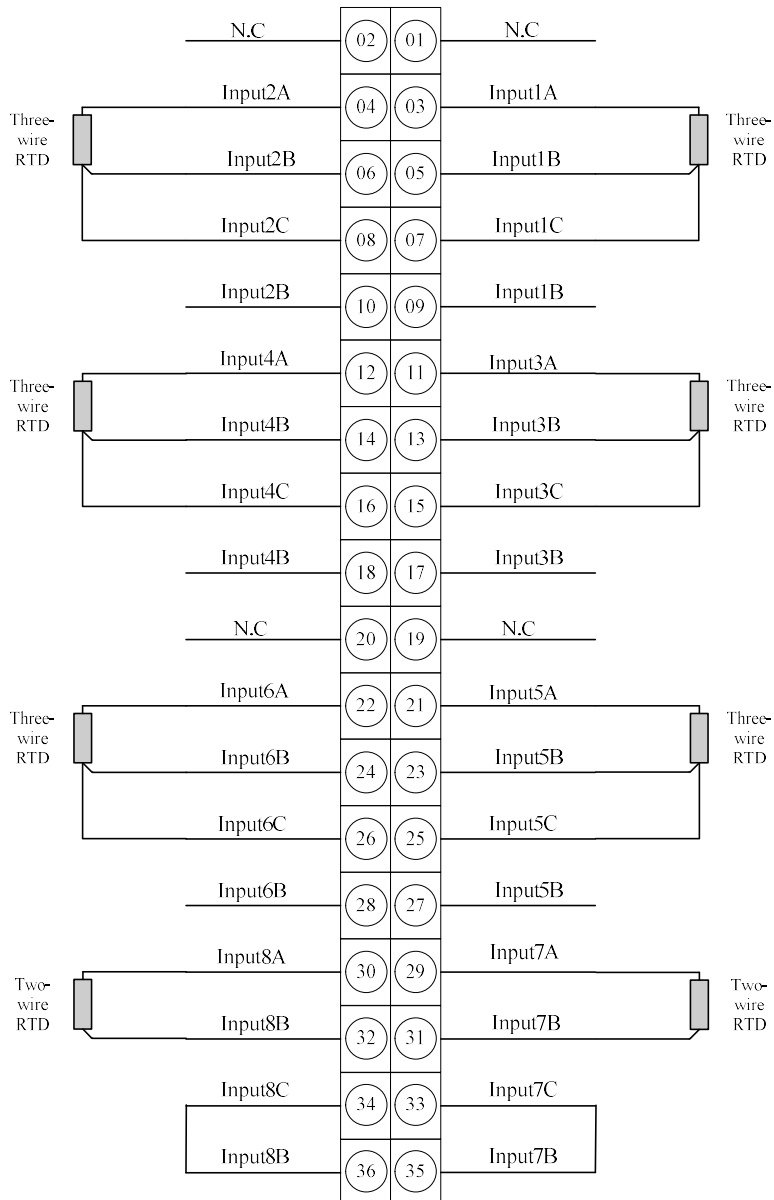 N.C 02 01 N.C
Input2A 04 03 Input1A
Three-
wire
RTD
Three-
wire
RTD
Input2B 06 05 Input1B
Input2C 08 07 Input1C
Input2B 10 09 Input1B
Input4A 12 11 Input3A
Three-
wire
RTD
Three-
wire
RTD
Input4B 14 13 Input3B
Input4C 16 15 Input3C
Input4B 18 17 Input3B
N.C 20 19 N.C
Input6A 22 21 Input5A
Three-
wire
RTD
Three-
wire
RTD
Input6B 24 23 Input5B
Input6C 26 25 Input5C
Input6B 28 27 Input5B
Input8A 30 29 Input7A
Two-
wire
RTD
Two-
wire
RTD
Input8B 32 31 Input7B
Input8C 34 33 Input7C
Input8B 36 35 Input7B